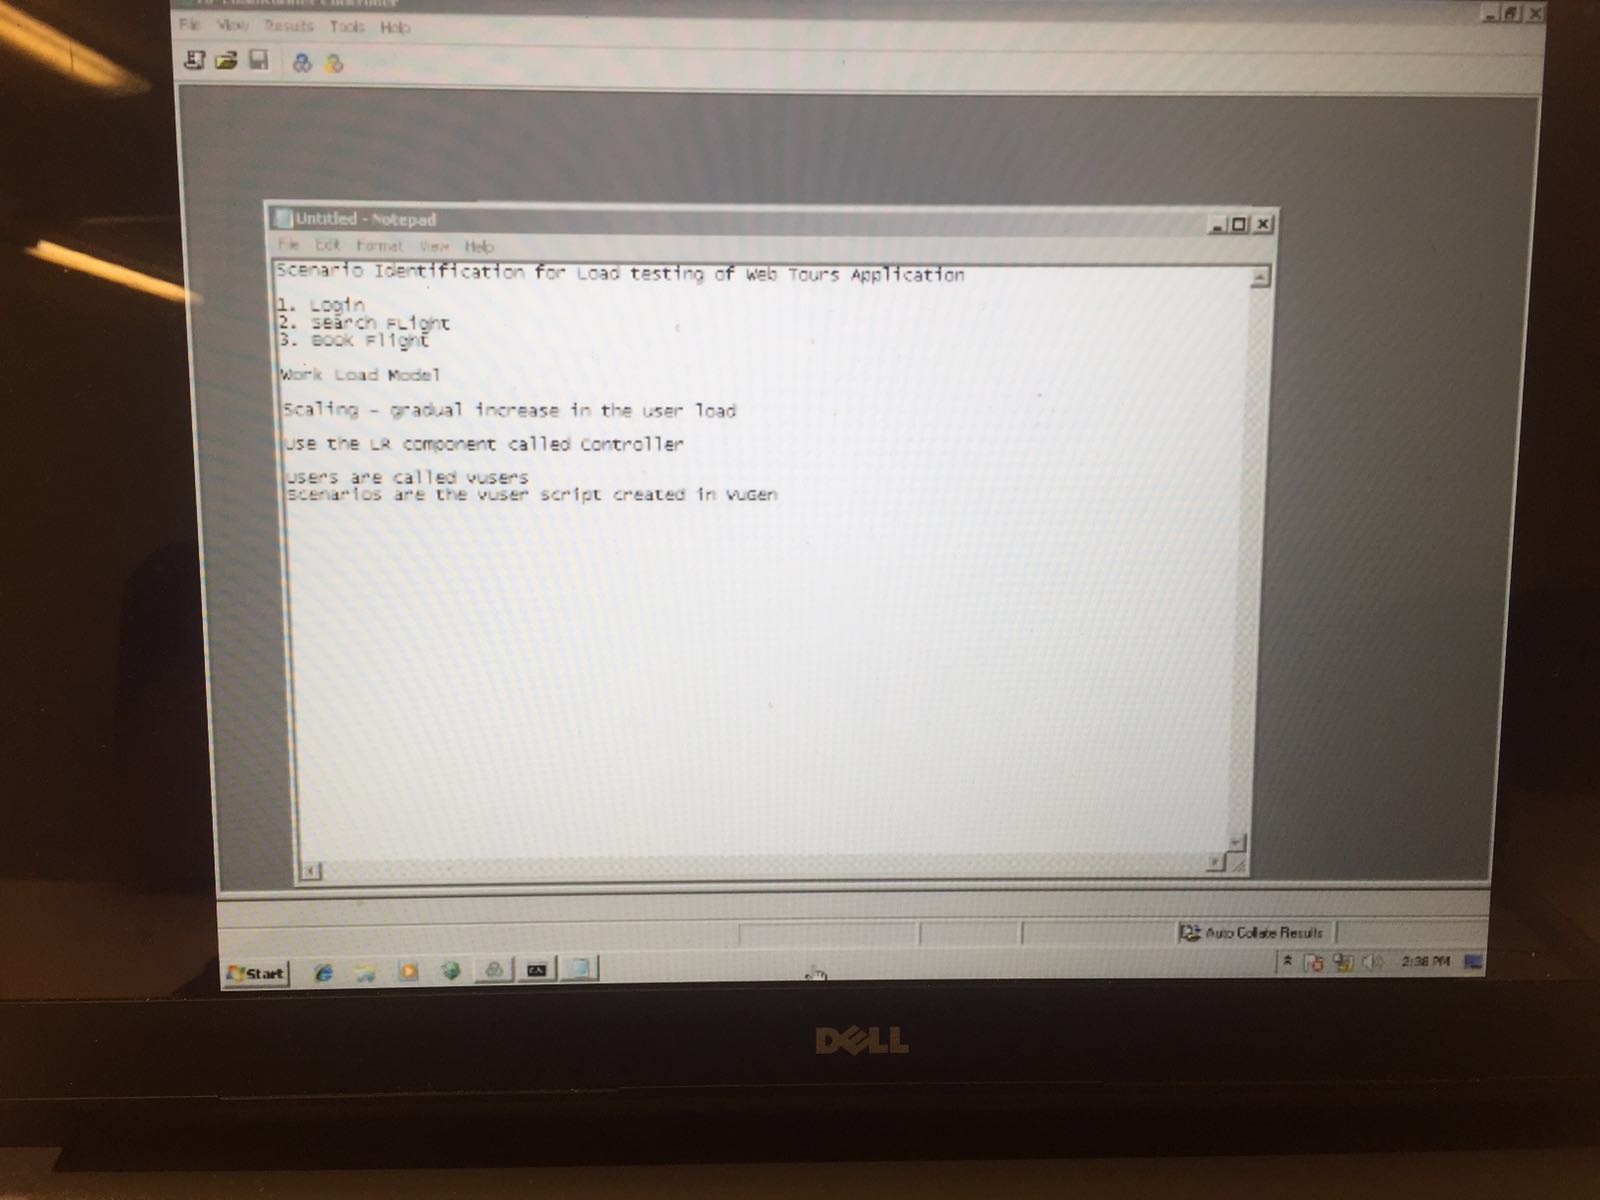 HP LoadRunner Controller
File View Results Tools Help
Untitled - Notepad
File Edit Format View Help
Scenario Identification for Load testing of Web Tours Application
1. Login
2. Search FLight
3. Book Flight
Work Load Model
Scaling - gradual increase in the user load
Use the LR component called Controller
Users are called vusers
Scenarios are the vuser script created in VuGen
Auto Collate Results
Start
2:38 PM
DELL